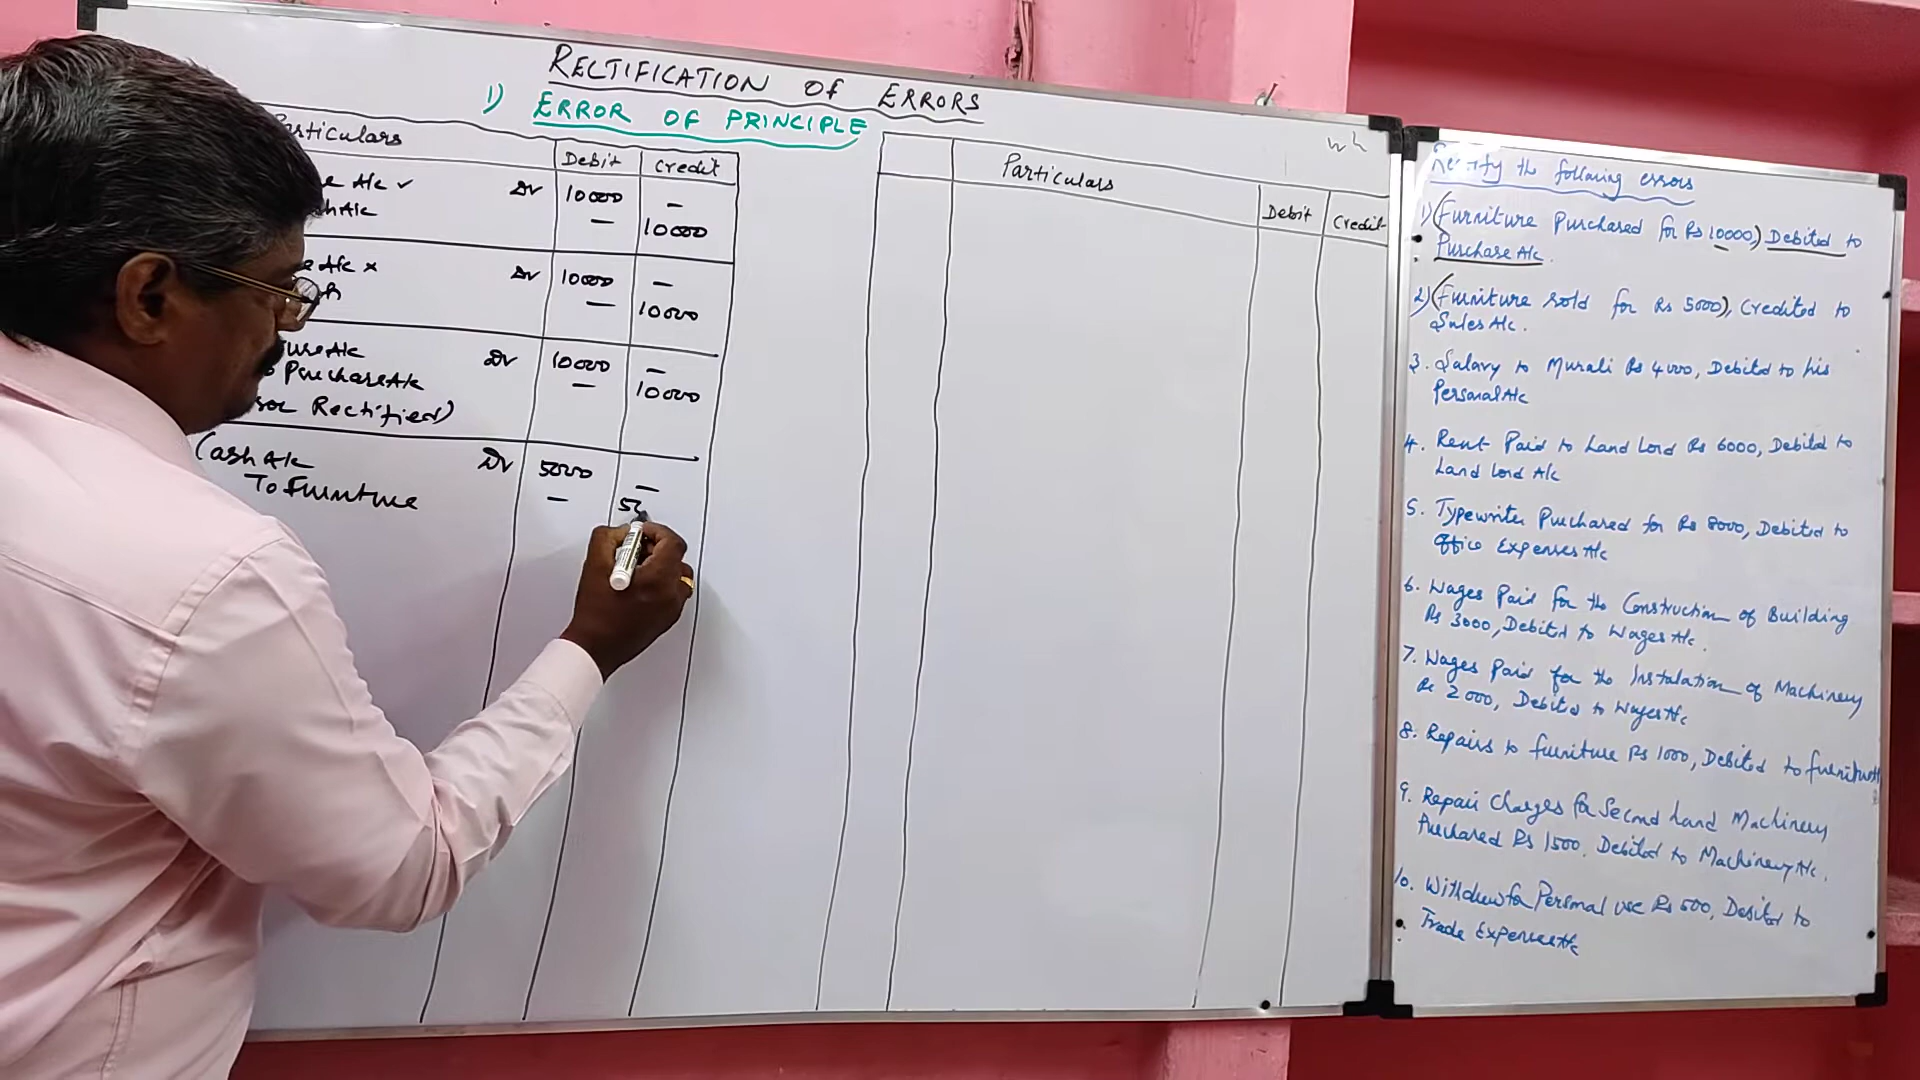 RECTIFICATION OF ERRORS
1) ERROR OF PRINCIPLE
Particulars Debit Credit
A/c ✓ Dr 10000 –
A/c – 10000
A/c × Dr 10000 –
– 10000
A/c Dr 10000 –
Purchase A/c – 10000
Rectified)
Cash A/c Dr 5000 –
To Furniture –
Particulars Debit Credit
Rectify the following errors
1) (Furniture Purchased for Rs 10000,) Debited to
Purchase A/c.
2) (Furniture sold for Rs 5000), Credited to
Sales A/c.
3. Salary to Murali Rs 4000, Debited to his
Personal A/c
4. Rent Paid to Land Lord Rs 6000, Debited to
Land Lord A/c
5. Typewriter Purchased for Rs 8000, Debited to
Office Expenses A/c
6. Wages Paid for the Construction of Building
Rs 3000, Debited to Wages A/c.
7. Wages Paid for the Instalation of Machinery
Rs 2000, Debited to Wages A/c
8. Repairs to furniture Rs 1000, Debited to furniture
9. Repair Charges for Second hand Machinery
Purchased Rs 1500. Debited to Machinery A/c.
10. Withdrew for Personal use Rs 500, Debited to
Trade Expenses A/c